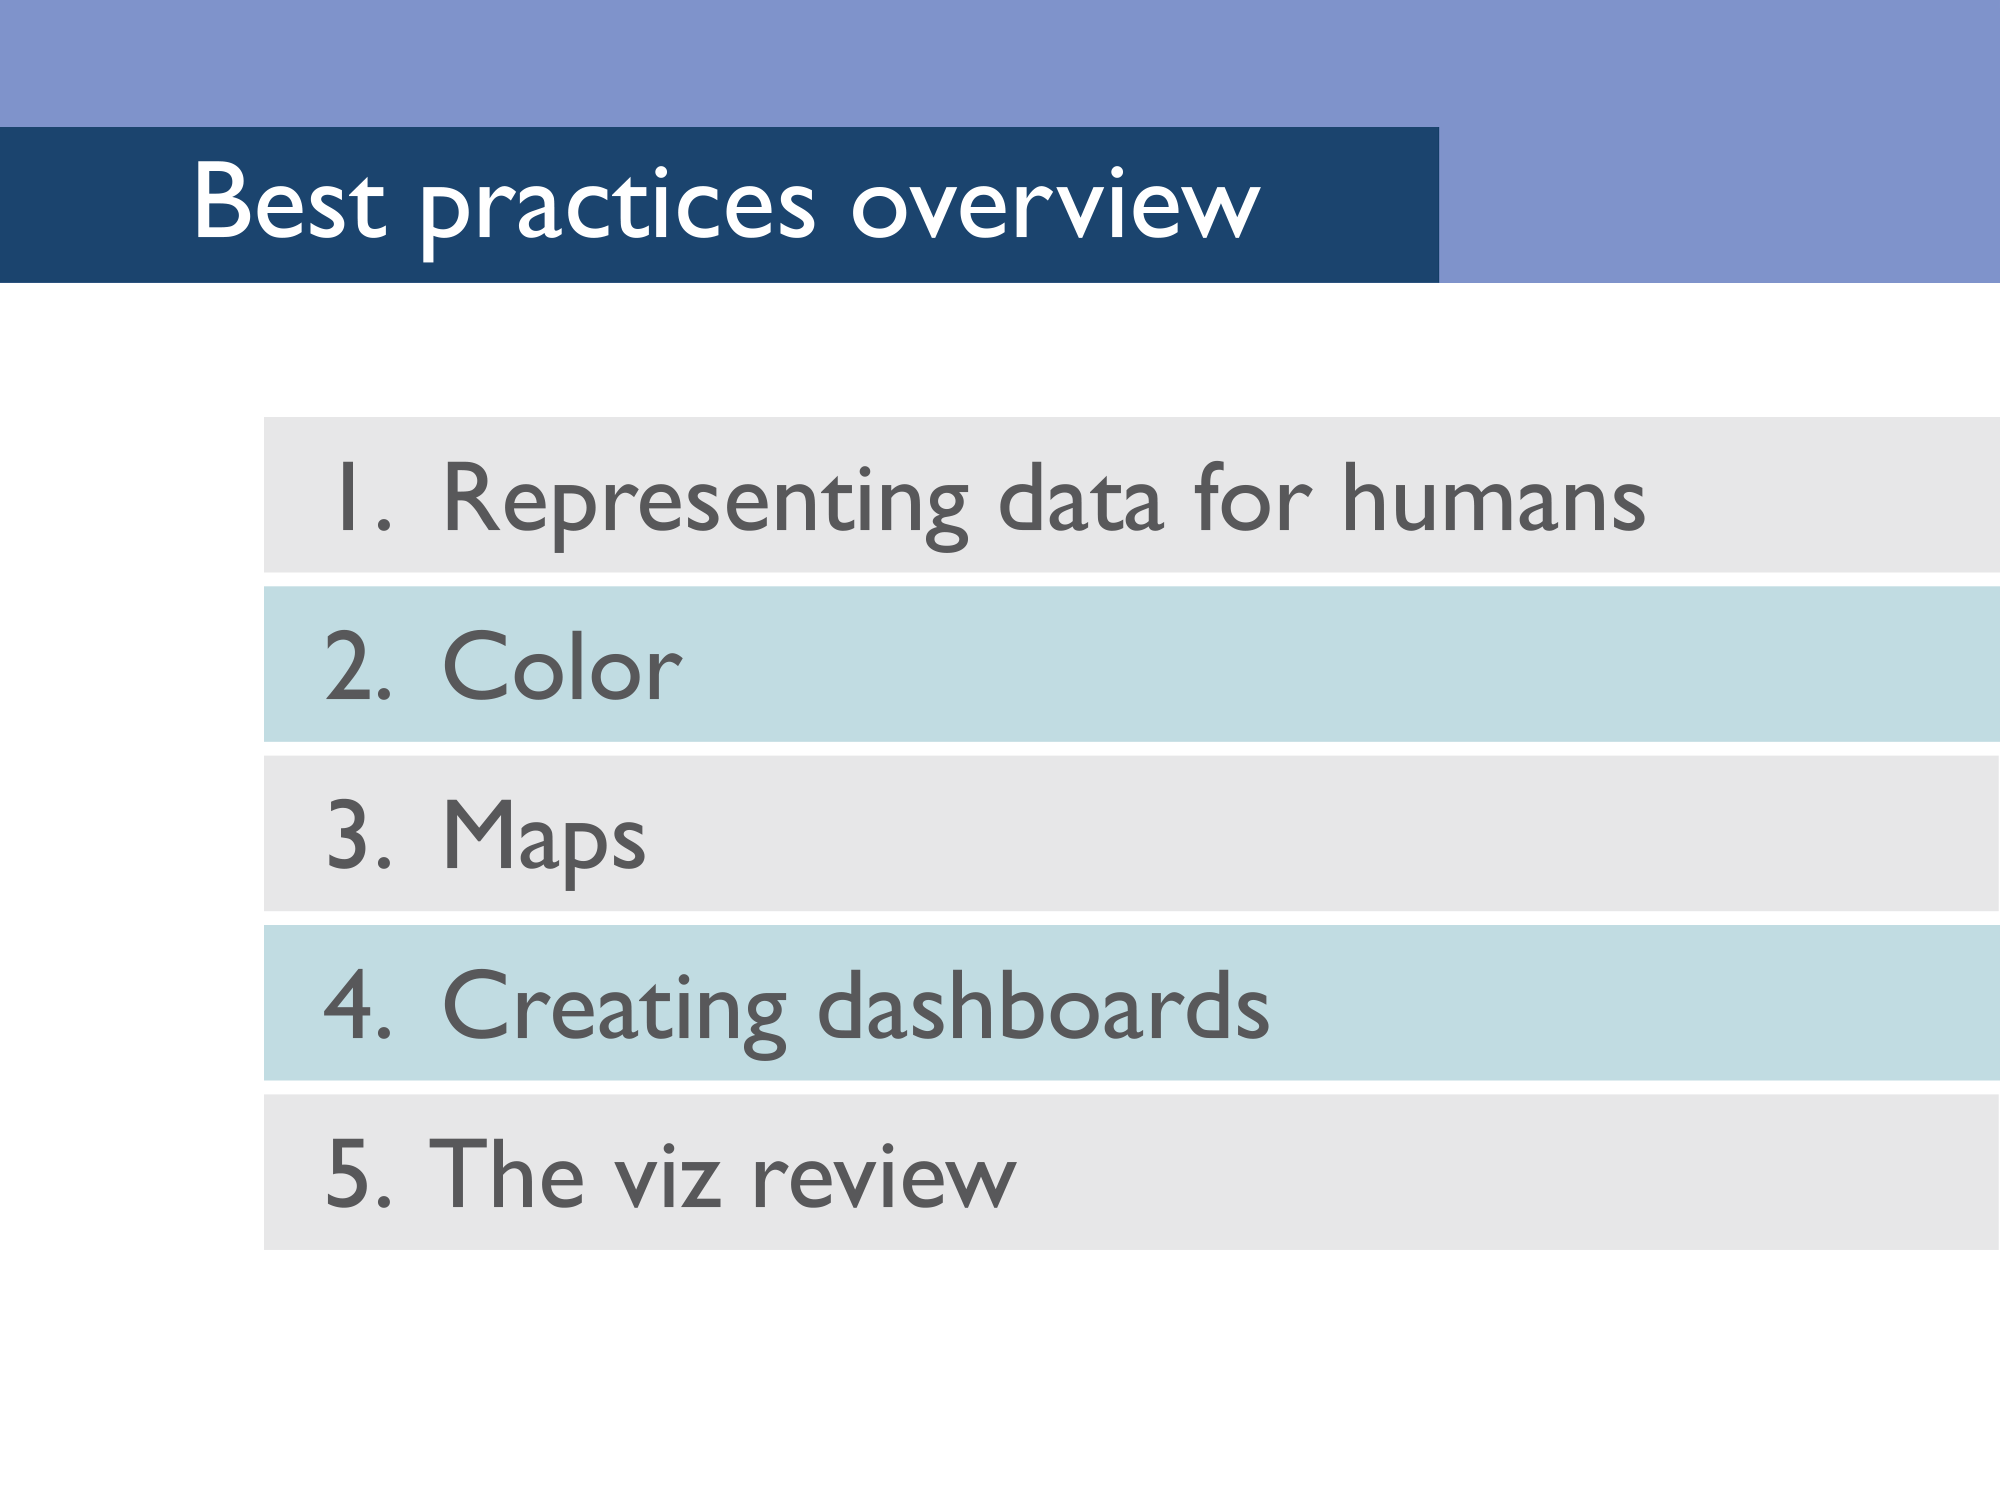 Best practices overview
1. Representing data for humans
2. Color
3. Maps
4. Creating dashboards
5. The viz review